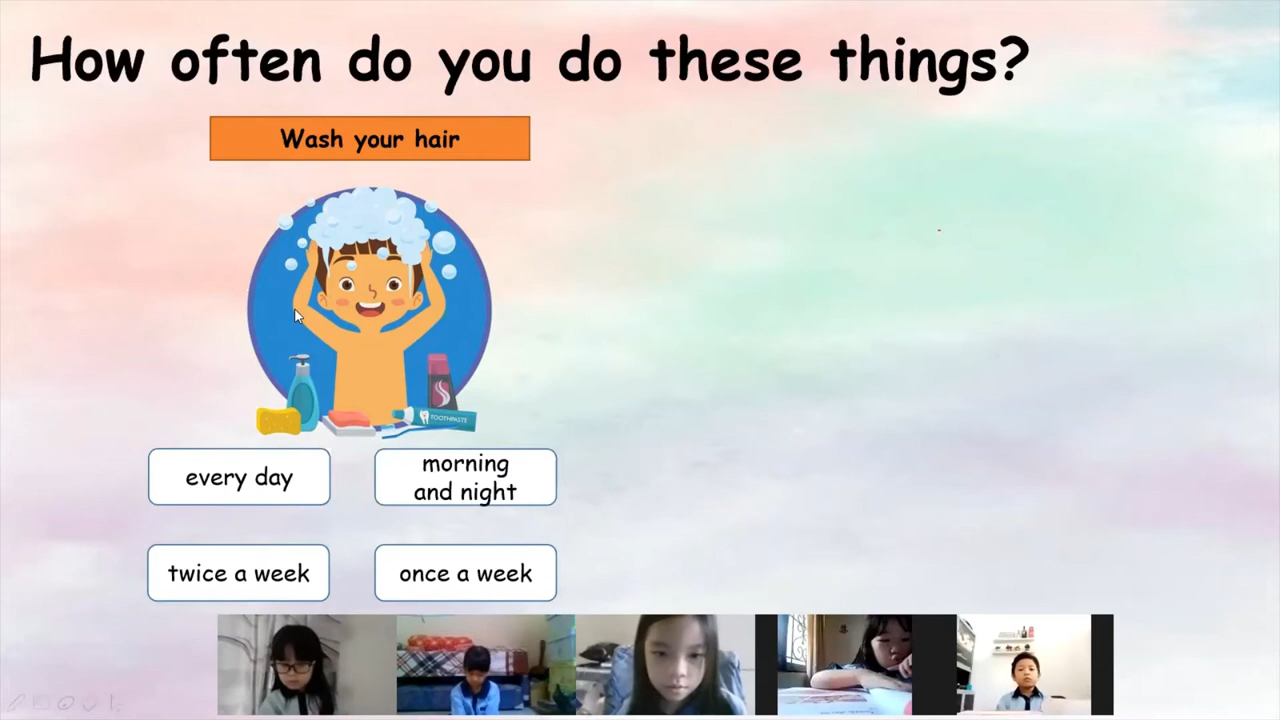 How often do you do these things?
Wash your hair
TOOTHPASTE
every day
morning
and night
twice a week
once a week